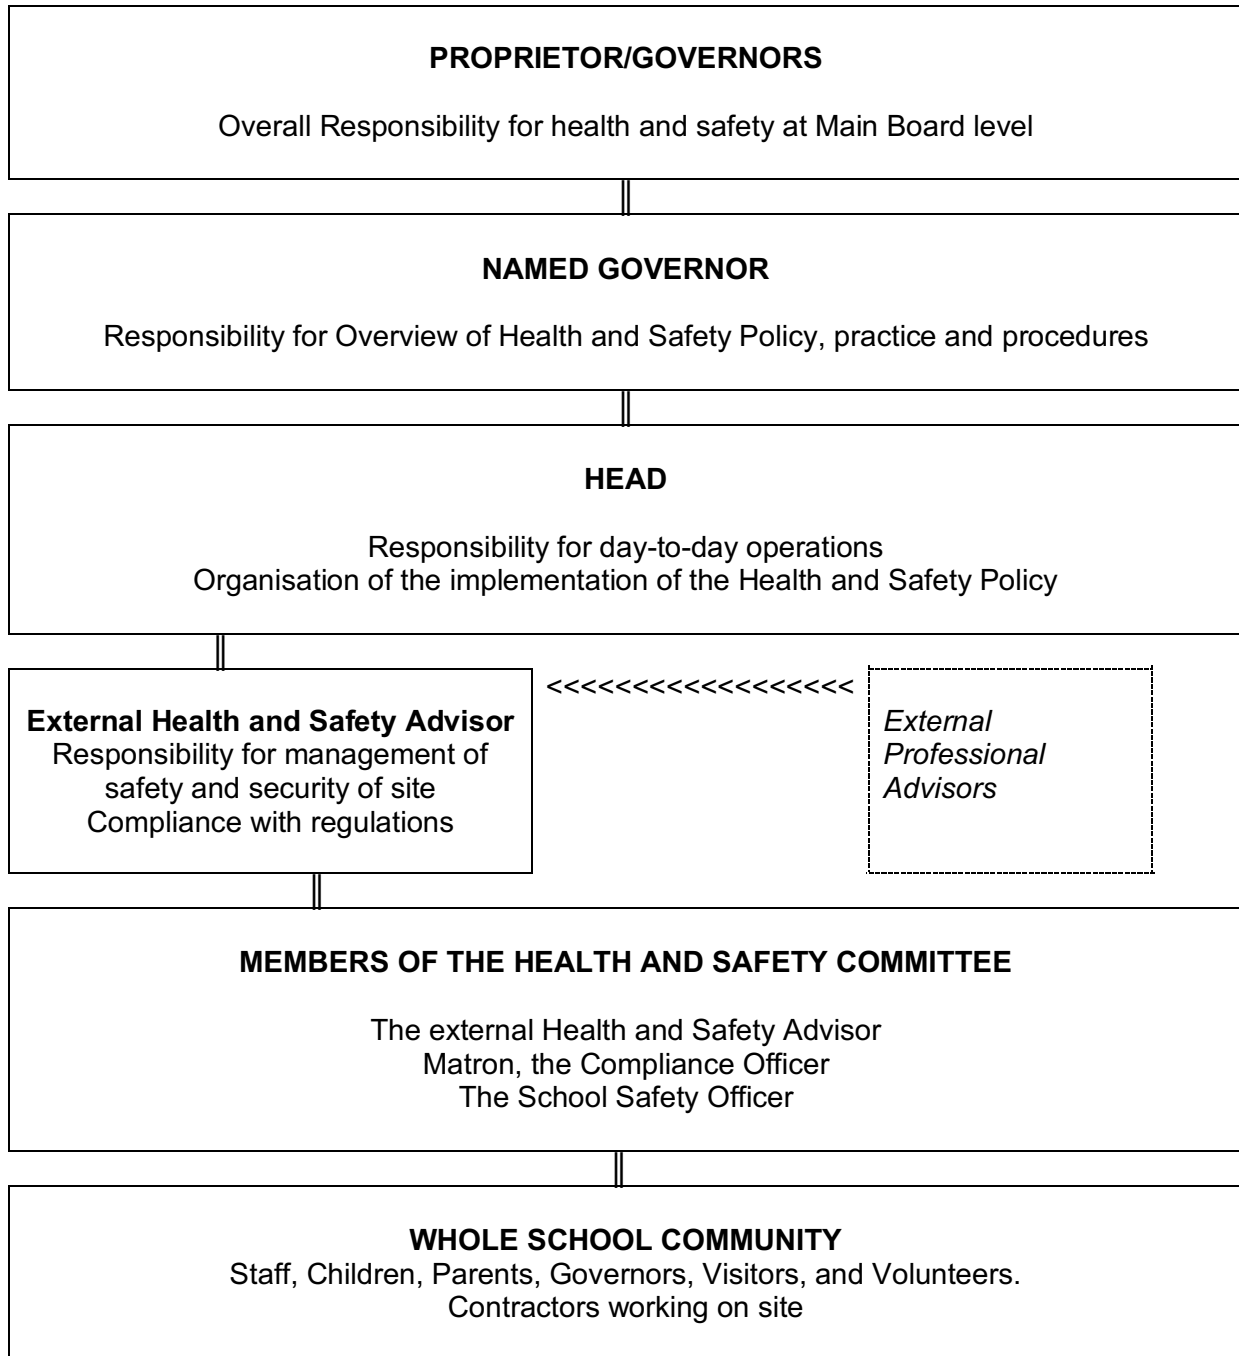 PROPRIETOR/GOVERNORS
Overall Responsibility for health and safety at Main Board level
NAMED GOVERNOR
Responsibility for Overview of Health and Safety Policy, practice and procedures
HEAD
Responsibility for day-to-day operations
Organisation of the implementation of the Health and Safety Policy
External Health and Safety Advisor
Responsibility for management of
safety and security of site
Compliance with regulations
<<<<<<<<<<<<<<<<<<
External
Professional
Advisors
MEMBERS OF THE HEALTH AND SAFETY COMMITTEE
The external Health and Safety Advisor
Matron, the Compliance Officer
The School Safety Officer
WHOLE SCHOOL COMMUNITY
Staff, Children, Parents, Governors, Visitors, and Volunteers.
Contractors working on site